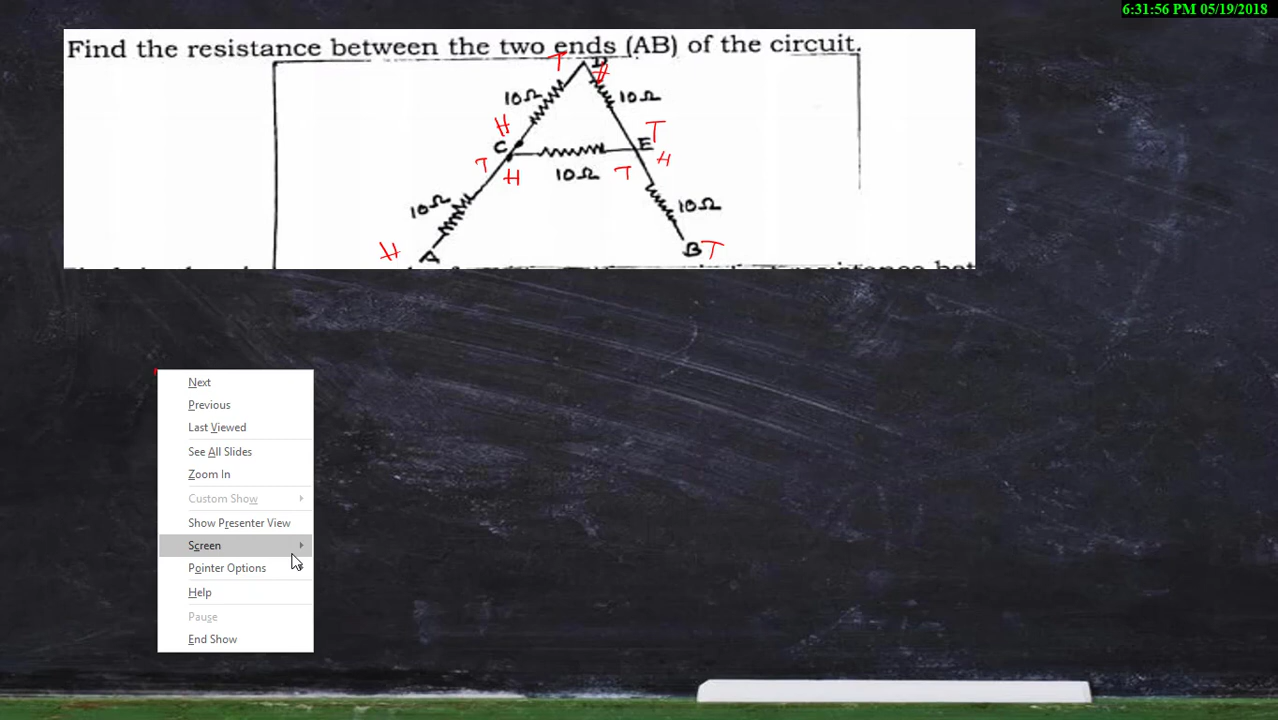 6:31:56 PM 05/19/2018
Find the resistance between the two ends (AB) of the circuit.
T D H
10Ω 10Ω
H T
C E
T H 10Ω T H
10Ω 10Ω
H A B T
Next
Previous
Last Viewed
See All Slides
Zoom In
Custom Show
Show Presenter View
Screen
Pointer Options
Help
Pause
End Show